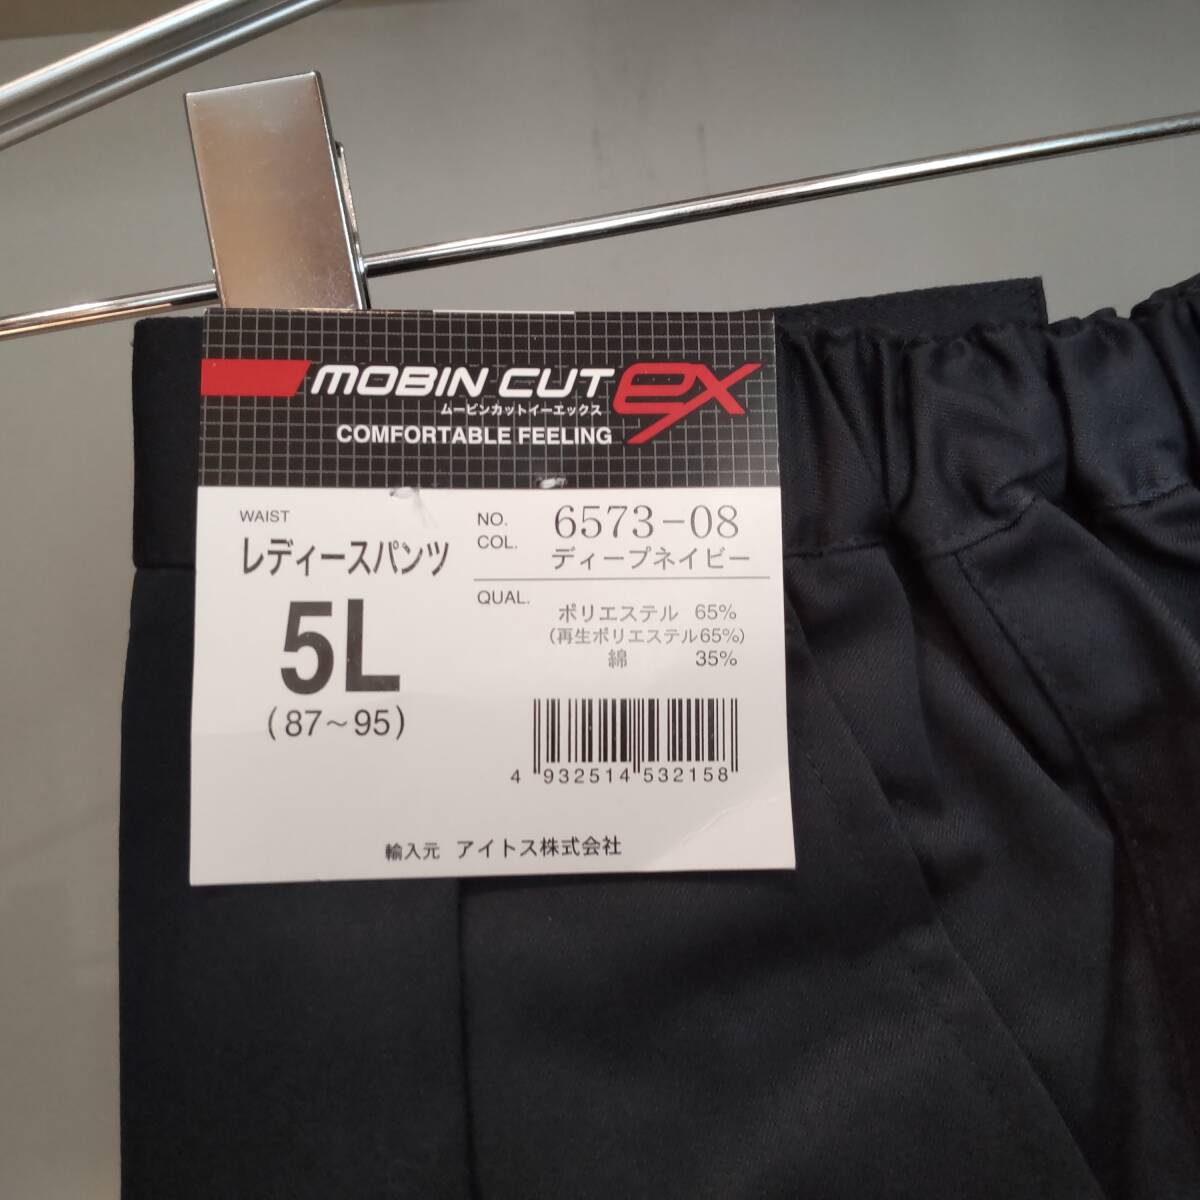 MOBIN CUT ex
ムービンカットイーエックス
COMFORTABLE FEELING
WAIST
レディースパンツ
5L
(87～95)
NO. 6573-08
COL. ディープネイビー
QUAL. ポリエステル 65%
(再生ポリエステル65%)
綿 35%
4 932514 532158
輸入元 アイトス株式会社